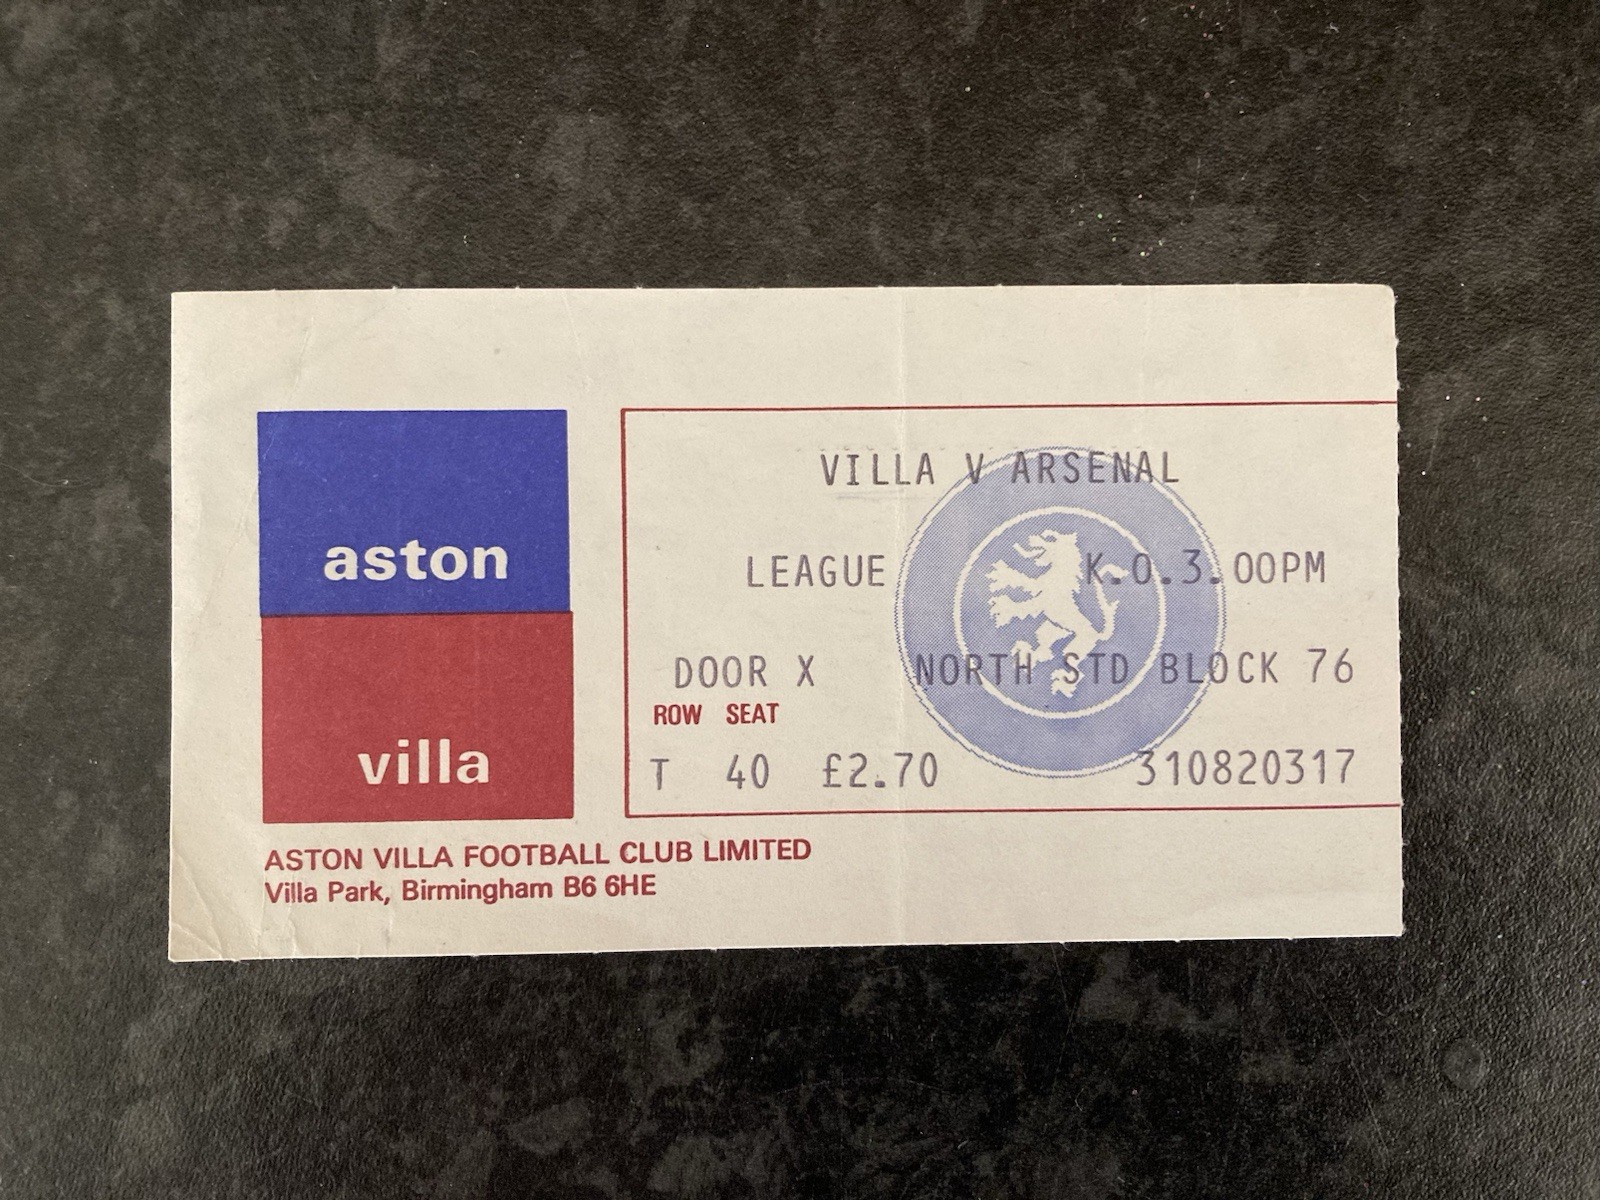 aston
villa
VILLA V ARSENAL
LEAGUE K.O.3.00PM
DOOR X NORTH STD BLOCK 76
ROW SEAT
T 40 £2.70 310820317
ASTON VILLA FOOTBALL CLUB LIMITED
Villa Park, Birmingham B6 6HE